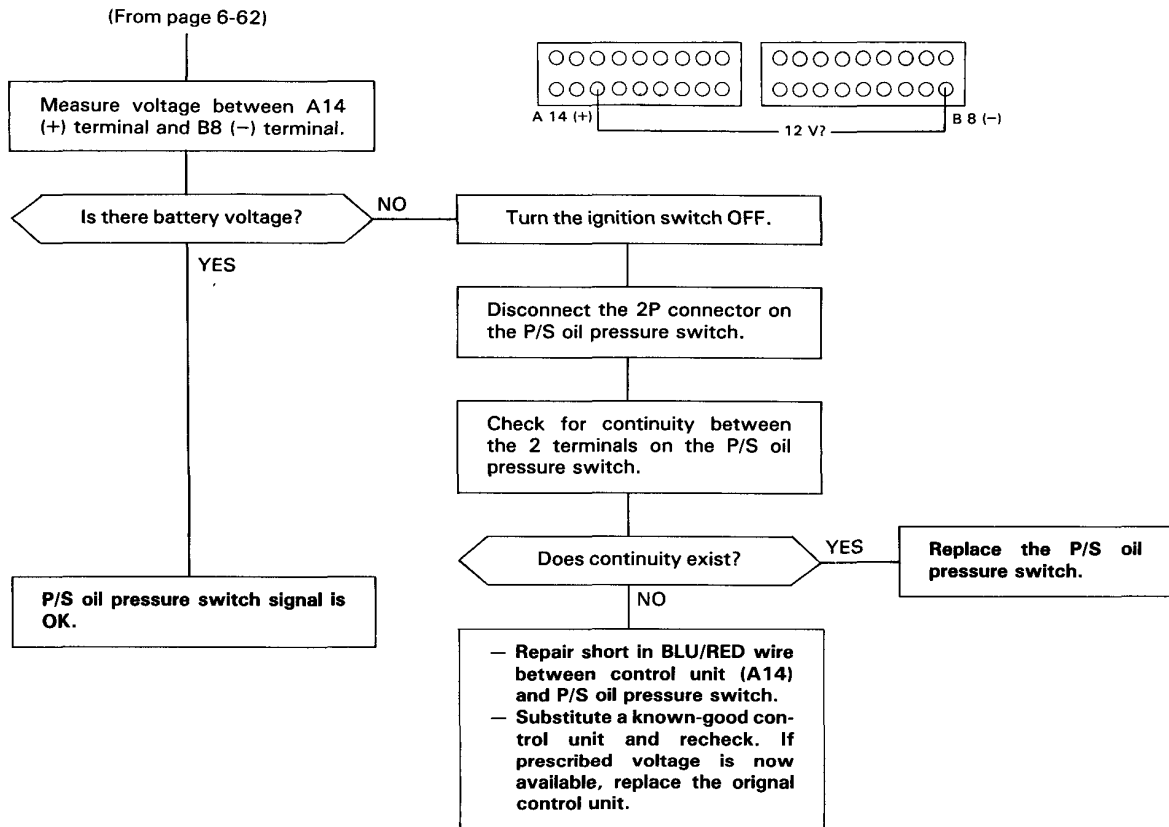 (From page 6-62)
Measure voltage between A14
(+) terminal and B8 (−) terminal.
A 14 (+)
12 V?
B 8 (−)
Is there battery voltage?
NO
YES
Turn the ignition switch OFF.
Disconnect the 2P connector on
the P/S oil pressure switch.
Check for continuity between
the 2 terminals on the P/S oil
pressure switch.
Does continuity exist?
YES
Replace the P/S oil
pressure switch.
NO
P/S oil pressure switch signal is
OK.
— Repair short in BLU/RED wire
between control unit (A14)
and P/S oil pressure switch.
— Substitute a known-good con-
trol unit and recheck. If
prescribed voltage is now
available, replace the orignal
control unit.